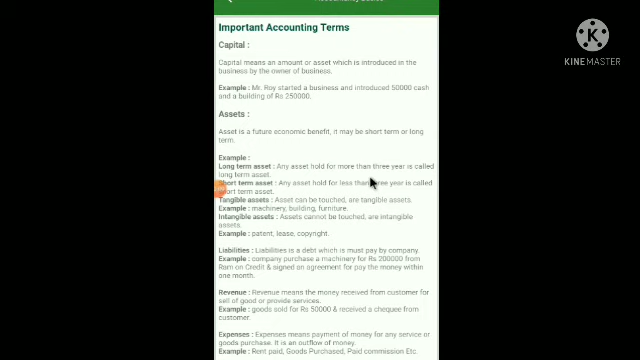 Important Accounting Terms
Capital :
Capital means an amount or asset which is introduced in the
business by the owner of business.
Example : Mr. Roy started a business and introduced 50000 cash
and a building of Rs 250000.
Assets :
Asset is a future economic benefit, it may be short term or long
term.
Example :
Long term asset : Any asset hold for more than three year is called
long term asset.
Short term asset : Any asset hold for less than three year is called
short term asset.
Tangible assets : Asset can be touched, are tangible assets.
Example : machinery, building, furniture.
Intangible assets : Assets cannot be touched, are intangible
assets.
Example : patent, lease, copyright.
Liabilities : Liabilities is a debt which is must pay by company.
Example : company purchase a machinery for Rs 200000 from
Ram on Credit & signed on agreement for pay the money within
one month.
Revenue : Revenue means the money received from customer for
sell of good or provide services.
Example : goods sold for Rs 50000 & received a chequee from
customer.
Expenses : Expenses means payment of money for any service or
goods purchase. It is an outflow of money.
Example : Rent paid, Goods Purchased, Paid commission Etc.
KINEMASTER